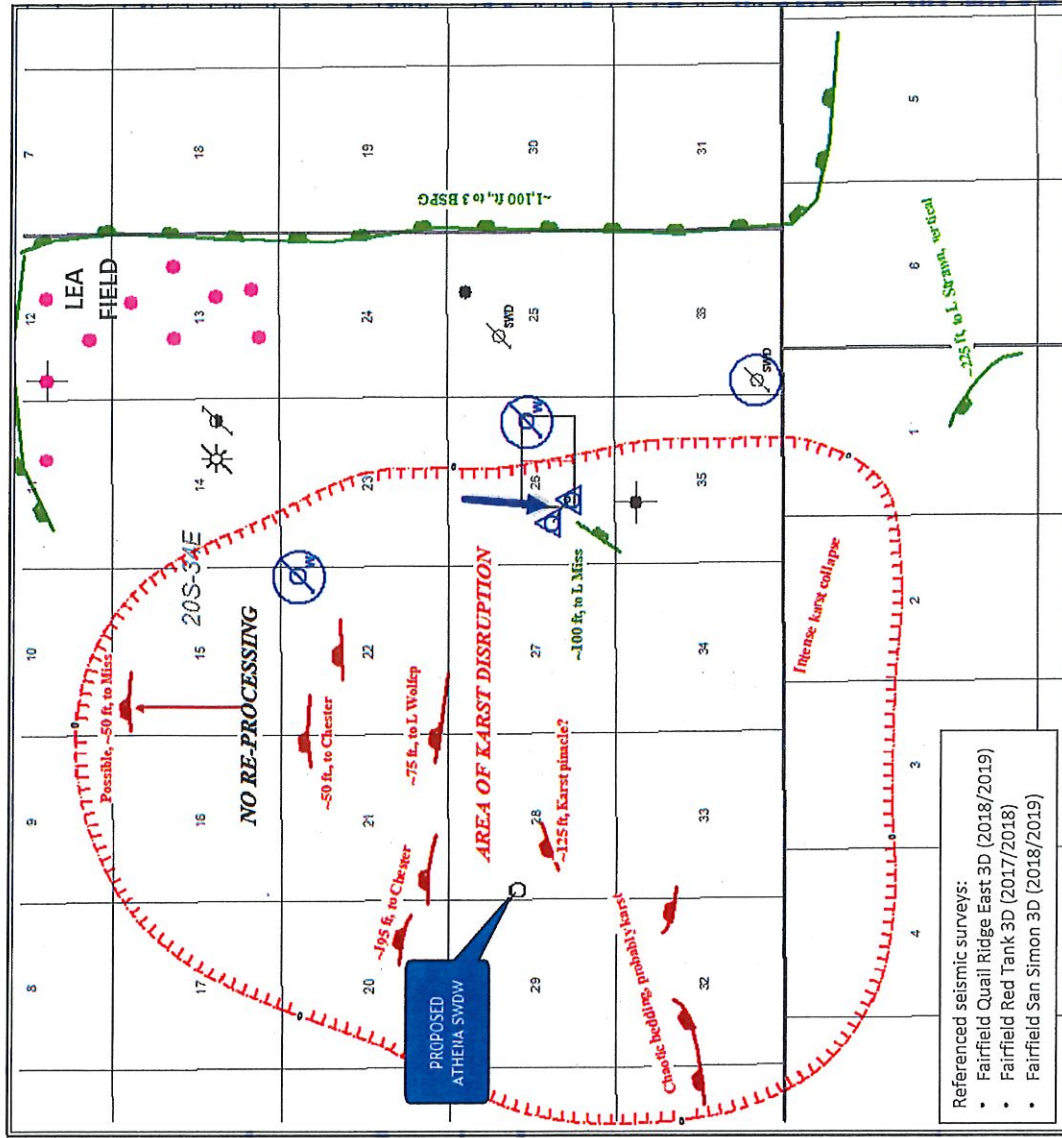 7
8
9
10
12
LEA
FIELD
Possible, ~50 ft, to Miss
20S-34E
18
17
16
15
14
13
NO RE-PROCESSING
W
~50 ft, to Chester
~1,100 ft to 3 BSPG
19
20
21
22
23
24
~195 ft, to Chester
~75 ft, to L Wolfcp
AREA OF KARST DISRUPTION
PROPOSED
ATHENA SWDW
SWD
W
30
29
28
27
26
25
~125 ft, Karst pinacle?
~100 ft, to L Miss
Chaotic bedding, probably karst
31
32
33
34
35
36
SWD
Intense karst collapse
~225 ft, to L Strawn, vertical
4
3
2
1
6
5
Referenced seismic surveys:
• Fairfield Quail Ridge East 3D (2018/2019)
• Fairfield Red Tank 3D (2017/2018)
• Fairfield San Simon 3D (2018/2019)